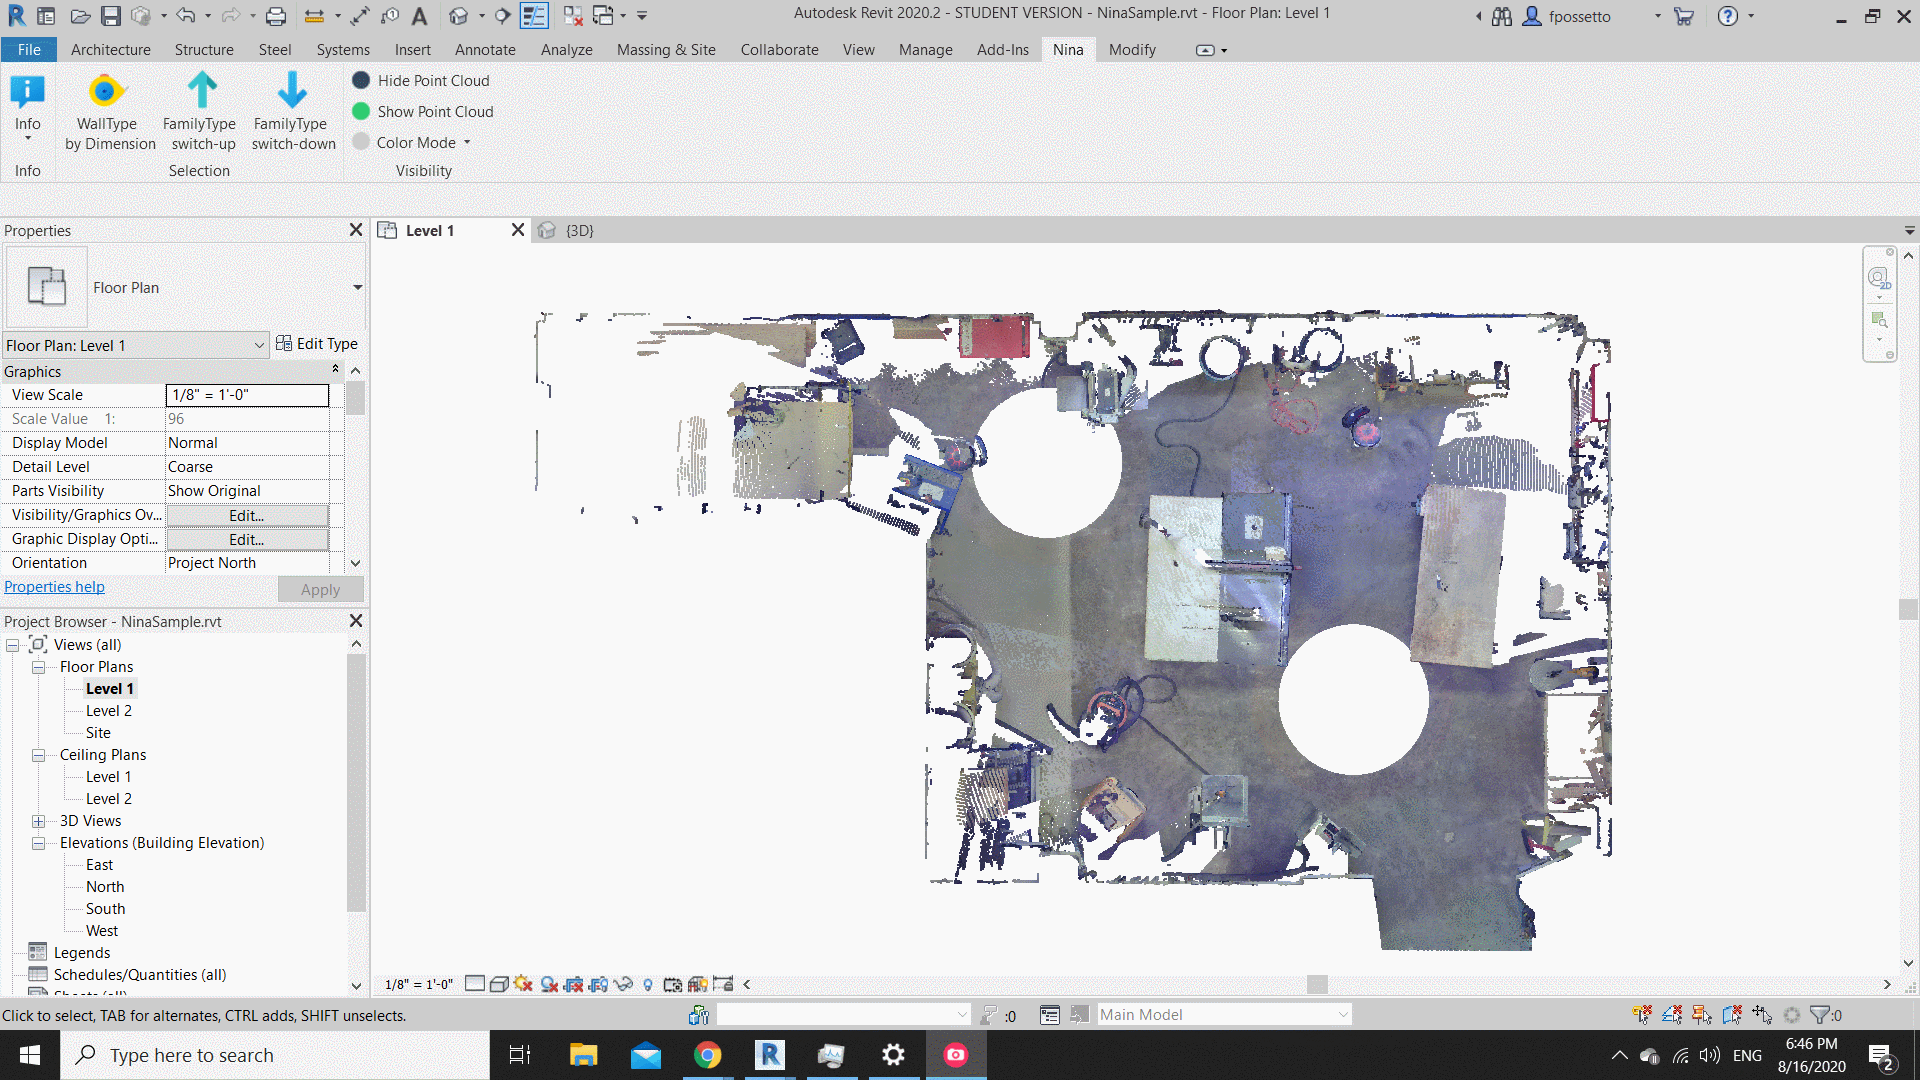 Autodesk Revit 2020.2 - STUDENT VERSION - NinaSample.rvt - Floor Plan: Level 1
fpossetto
File
Architecture
Structure
Steel
Systems
Insert
Annotate
Analyze
Massing & Site
Collaborate
View
Manage
Add-Ins
Nina
Modify
Info
WallType
by Dimension
FamilyType
switch-up
FamilyType
switch-down
Hide Point Cloud
Show Point Cloud
Color Mode
Info
Selection
Visibility
Properties
Level 1
{3D}
Floor Plan
Floor Plan: Level 1
Edit Type
Graphics
View Scale
1/8" = 1'-0"
Scale Value 1:
96
Display Model
Normal
Detail Level
Coarse
Parts Visibility
Show Original
Visibility/Graphics Ov...
Edit...
Graphic Display Opti...
Edit...
Orientation
Project North
Properties help
Apply
Project Browser - NinaSample.rvt
Views (all)
Floor Plans
Level 1
Level 2
Site
Ceiling Plans
Level 1
Level 2
3D Views
Elevations (Building Elevation)
East
North
South
West
Legends
Schedules/Quantities (all)
Sheets (all)
2D
1/8" = 1'-0"
Click to select, TAB for alternates, CTRL adds, SHIFT unselects.
:0
Main Model
:0
Type here to search
ENG
6:46 PM
8/16/2020
2